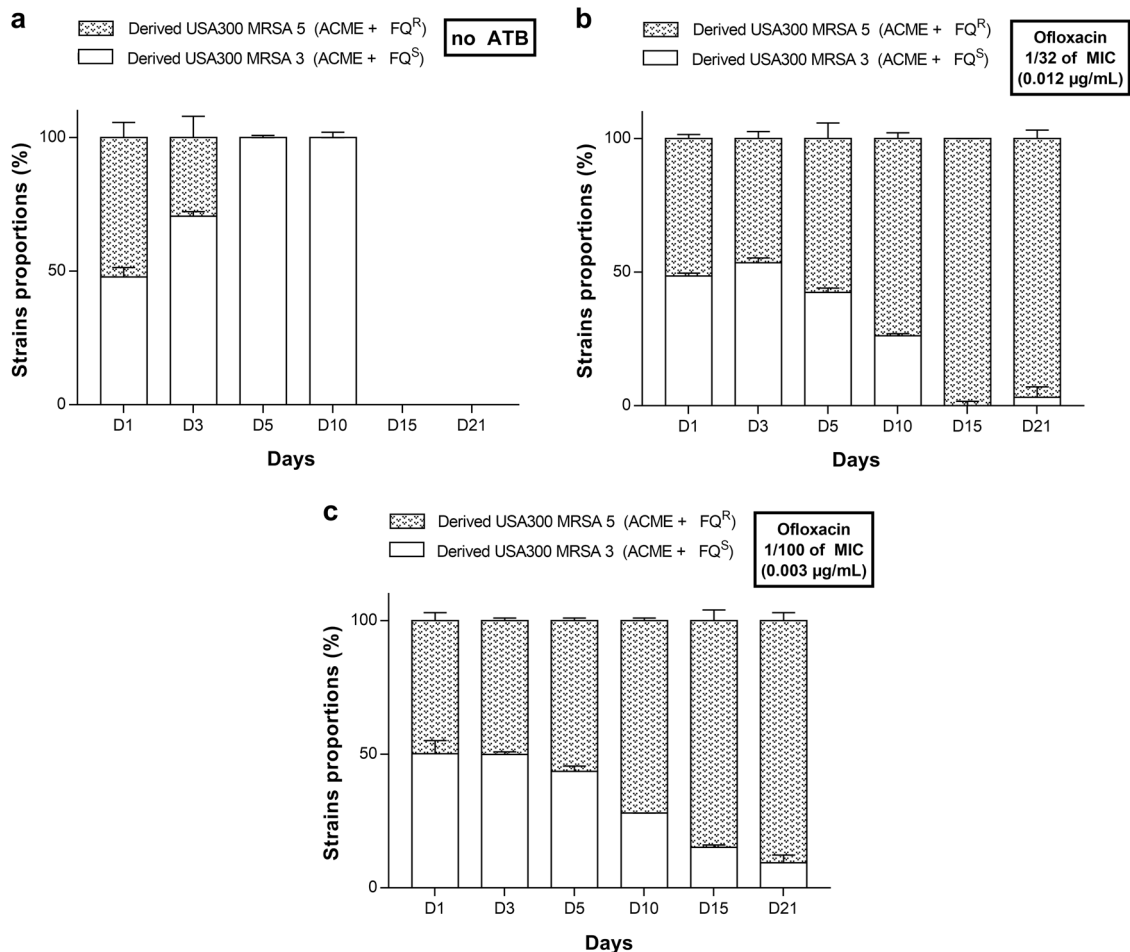 a
Derived USA300 MRSA 5 (ACME + FQR)
Derived USA300 MRSA 3 (ACME + FQS)
no ATB
Strains proportions (%)
100
50
0
D1 D3 D5 D10 D15 D21
Days
b
Derived USA300 MRSA 5 (ACME + FQR)
Derived USA300 MRSA 3 (ACME + FQS)
Ofloxacin
1/32 of MIC
(0.012 µg/mL)
Strains proportions (%)
100
50
0
D1 D3 D5 D10 D15 D21
Days
c
Derived USA300 MRSA 5 (ACME + FQR)
Derived USA300 MRSA 3 (ACME + FQS)
Ofloxacin
1/100 of MIC
(0.003 µg/mL)
Strains proportions (%)
100
50
0
D1 D3 D5 D10 D15 D21
Days